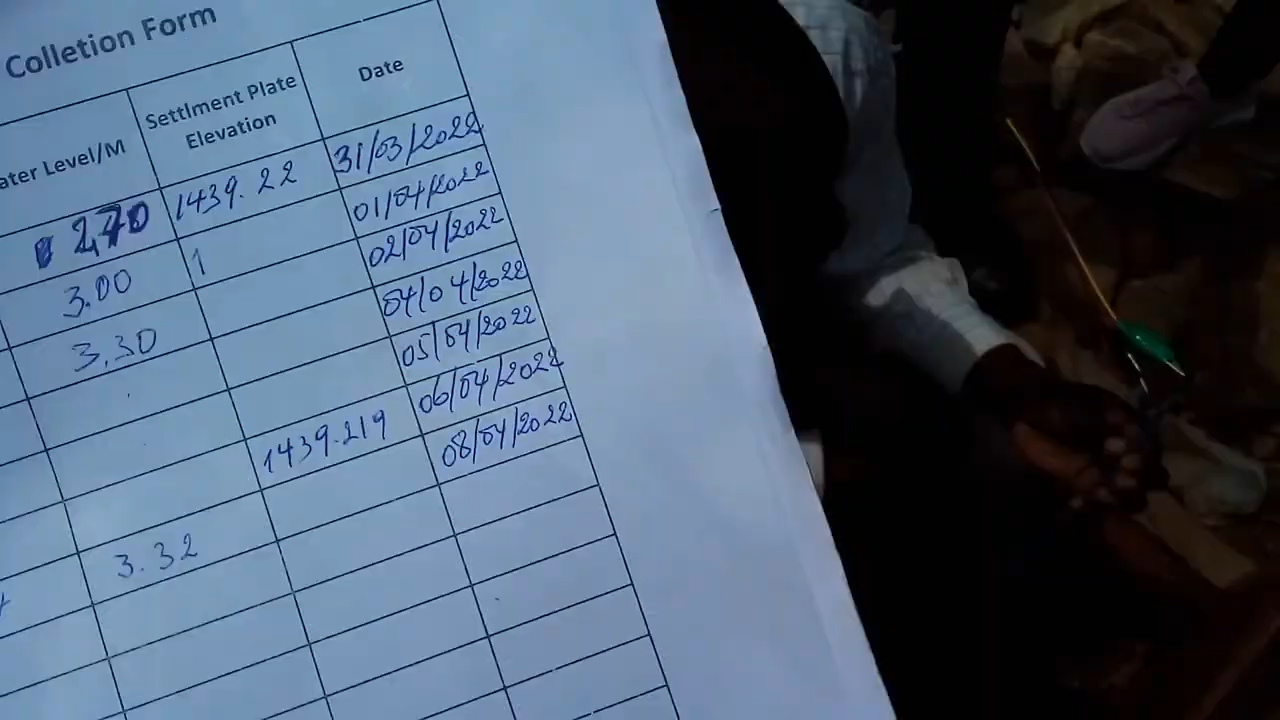 Colletion Form
ater Level/M Settlment Plate Elevation Date
2,70 1439.22 31/03/2022
3.00 1 01/04/2022
3.30 02/04/2022
04/04/2022
05/04/2022
1439.219 06/04/2022
3.32 08/04/2022